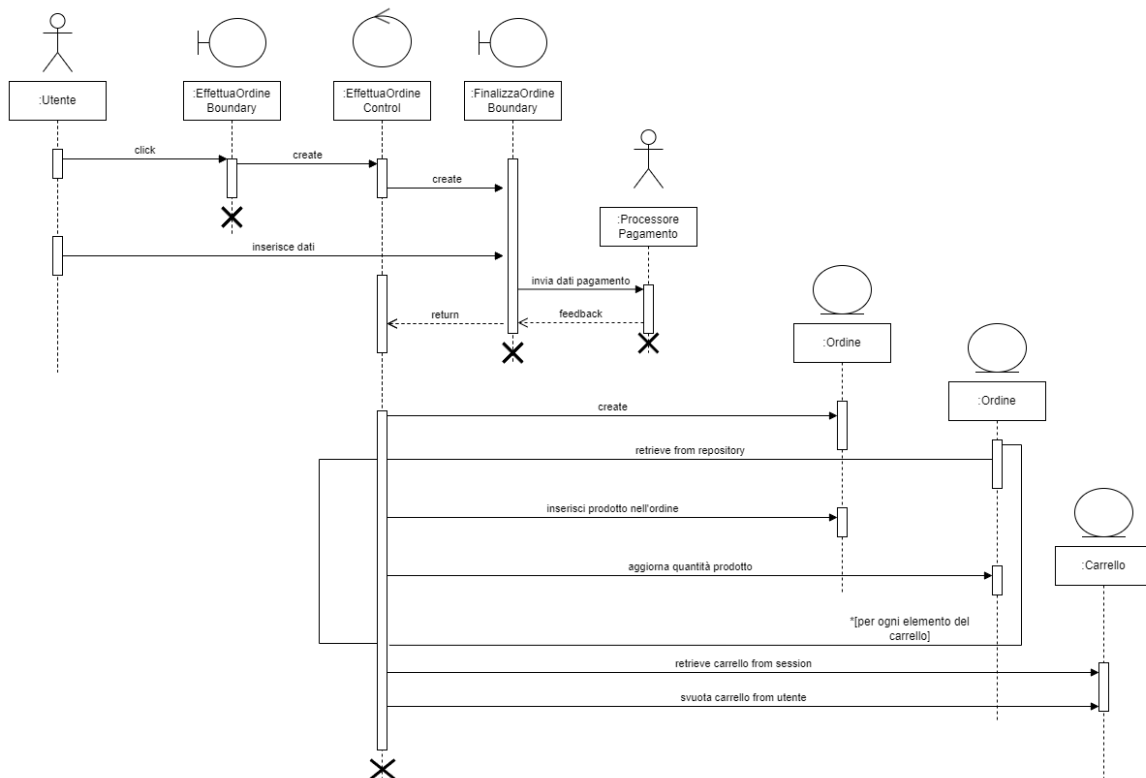 :Utente
:EffettuaOrdine
Boundary
:EffettuaOrdine
Control
:FinalizzaOrdine
Boundary
click
create
create
:Processore
Pagamento
inserisce dati
invia dati pagamento
return
feedback
:Ordine
:Ordine
create
retrieve from repository
inserisci prodotto nell'ordine
:Carrello
aggiorna quantità prodotto
*[per ogni elemento del
carrello]
retrieve carrello from session
svuota carrello from utente